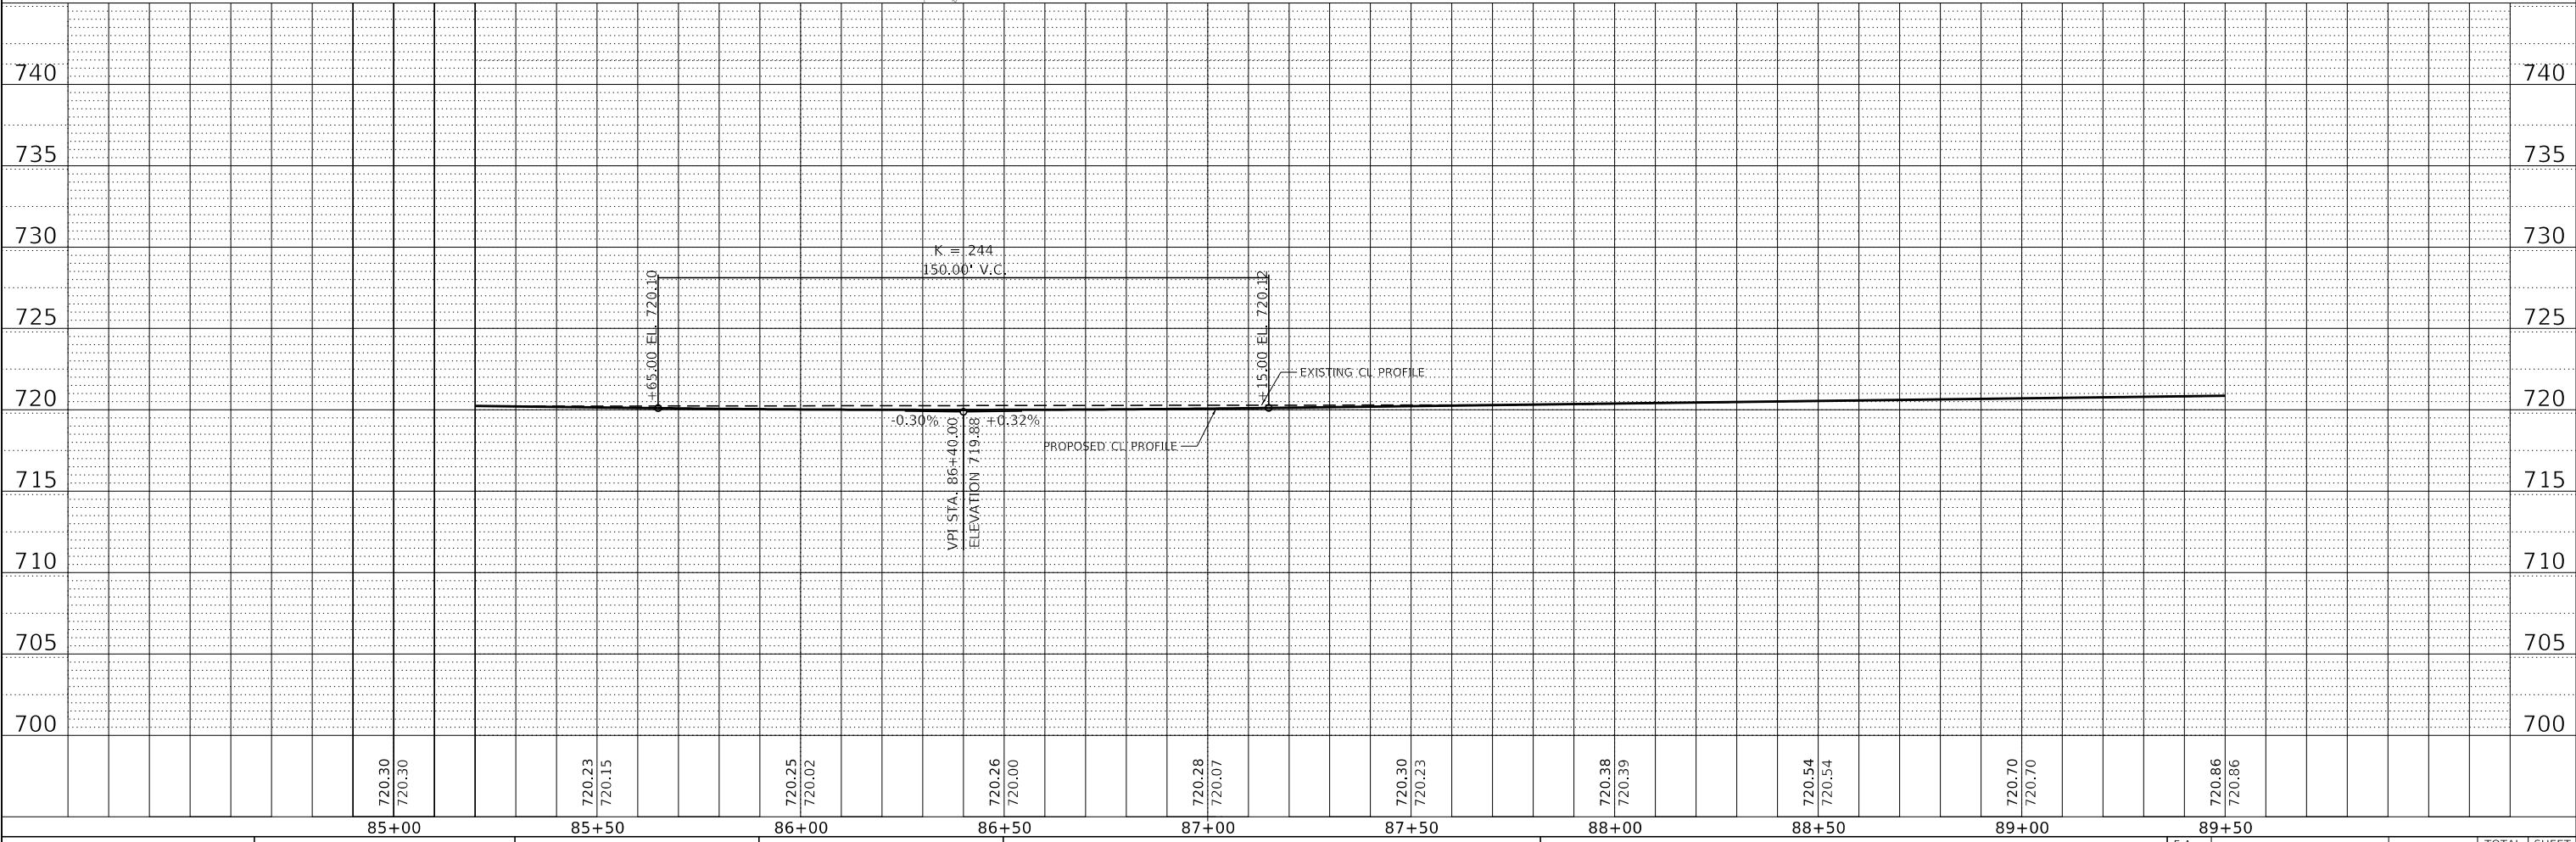 740 740
735 735
730 730
K = 244
150.00' V.C.
+65.00 EL. 720.10
+15.00 EL. 720.12
725 725
EXISTING CL PROFILE
720 720
-0.30% +0.32%
PROPOSED CL PROFILE
VPI STA. 86+40.00
ELEVATION 719.88
715 715
710 710
705 705
700 700
720.30 720.23 720.25 720.26 720.28 720.30 720.38 720.54 720.70 720.86
720.30 720.15 720.02 720.00 720.07 720.23 720.39 720.54 720.70 720.86
85+00 85+50 86+00 86+50 87+00 87+50 88+00 88+50 89+00 89+50
TOTAL SHEET